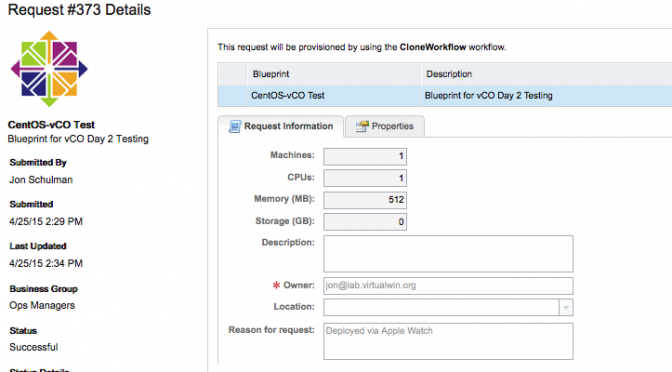 Request #373 Details
CentOS-vCO Test
Blueprint for vCO Day 2 Testing
Submitted By
Jon Schulman
Submitted
4/25/15 2:29 PM
Last Updated
4/25/15 2:34 PM
Business Group
Ops Managers
Status
Successful
Status Details
This request will be provisioned by using the CloneWorkflow workflow.
Blueprint Description
CentOS-vCO Test Blueprint for vCO Day 2 Testing
Request Information Properties
Machines: 1
CPUs: 1
Memory (MB): 512
Storage (GB): 0
Description:
* Owner: jon@lab.virtualwin.org
Location:
Reason for request: Deployed via Apple Watch